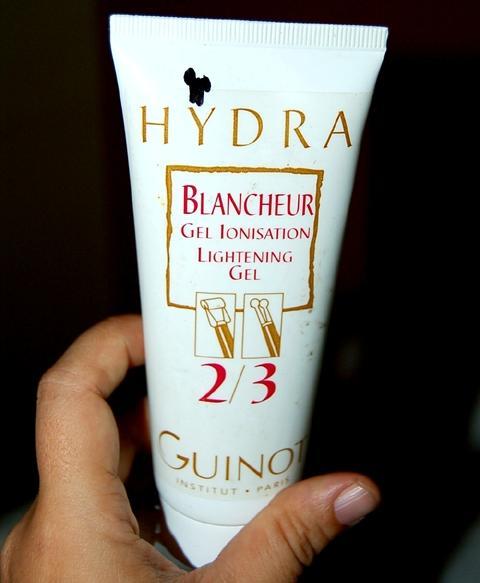 HYDRA
BLANCHEUR
GEL IONISATION
LIGHTENING
GEL
2/3
GUINOT
INSTITUT • PARIS